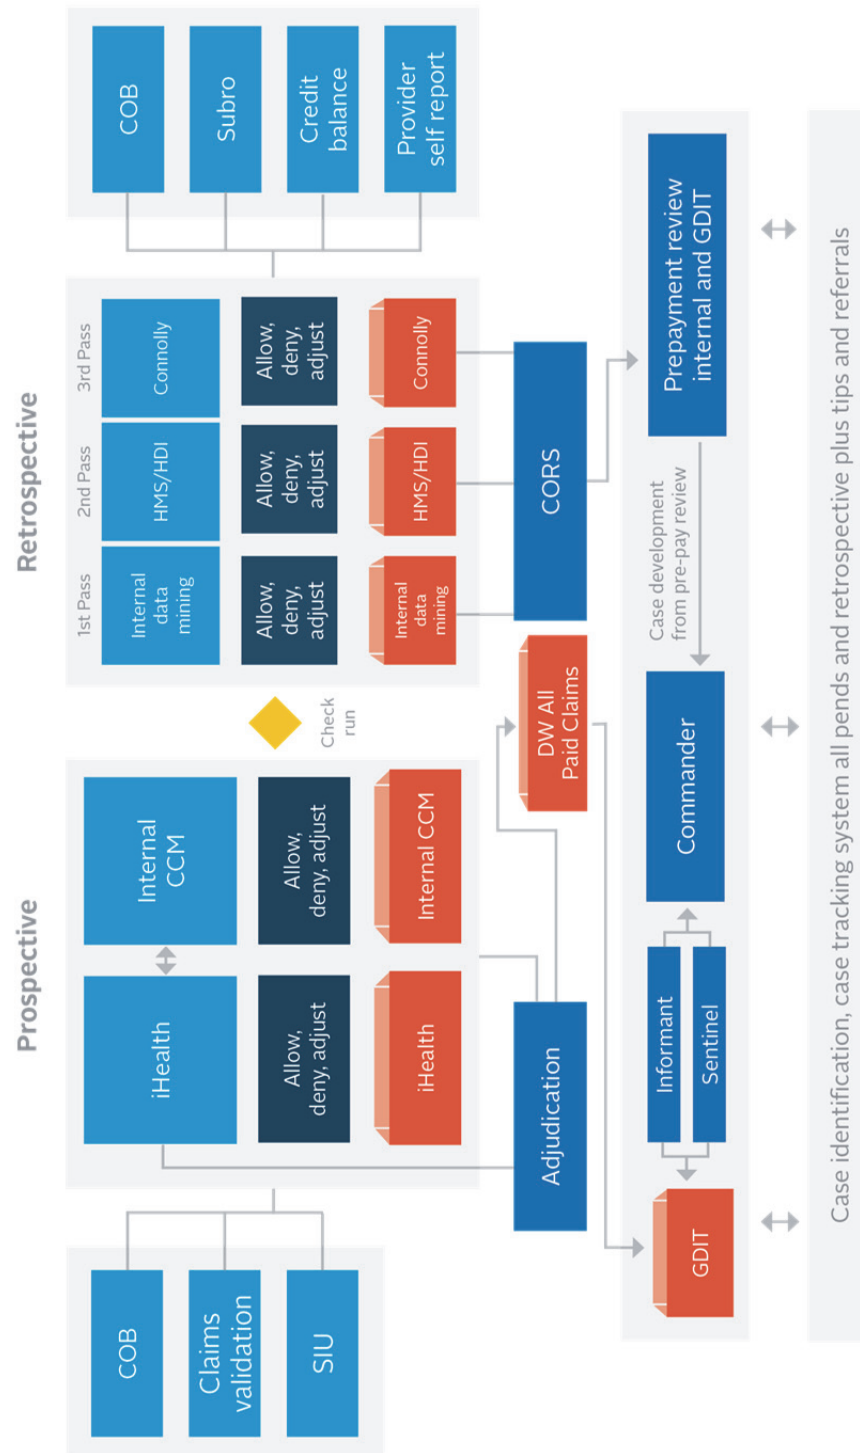 Prospective
Retrospective
COB
Claims
validation
SIU
iHealth
Internal
CCM
Allow,
deny, adjust
Allow,
deny, adjust
iHealth
Internal CCM
Check
run
1st Pass
2nd Pass
3rd Pass
Internal
data
mining
HMS/HDI
Connolly
Allow,
deny,
adjust
Allow,
deny,
adjust
Allow,
deny,
adjust
Internal
data
mining
HMS/HDI
Connolly
COB
Subro
Credit
balance
Provider
self report
Adjudication
DW All
Paid Claims
CORS
GDIT
Informant
Sentinel
Commander
Case development
from pre-pay review
Prepayment review
internal and GDIT
Case identification, case tracking system all pends and retrospective plus tips and referrals